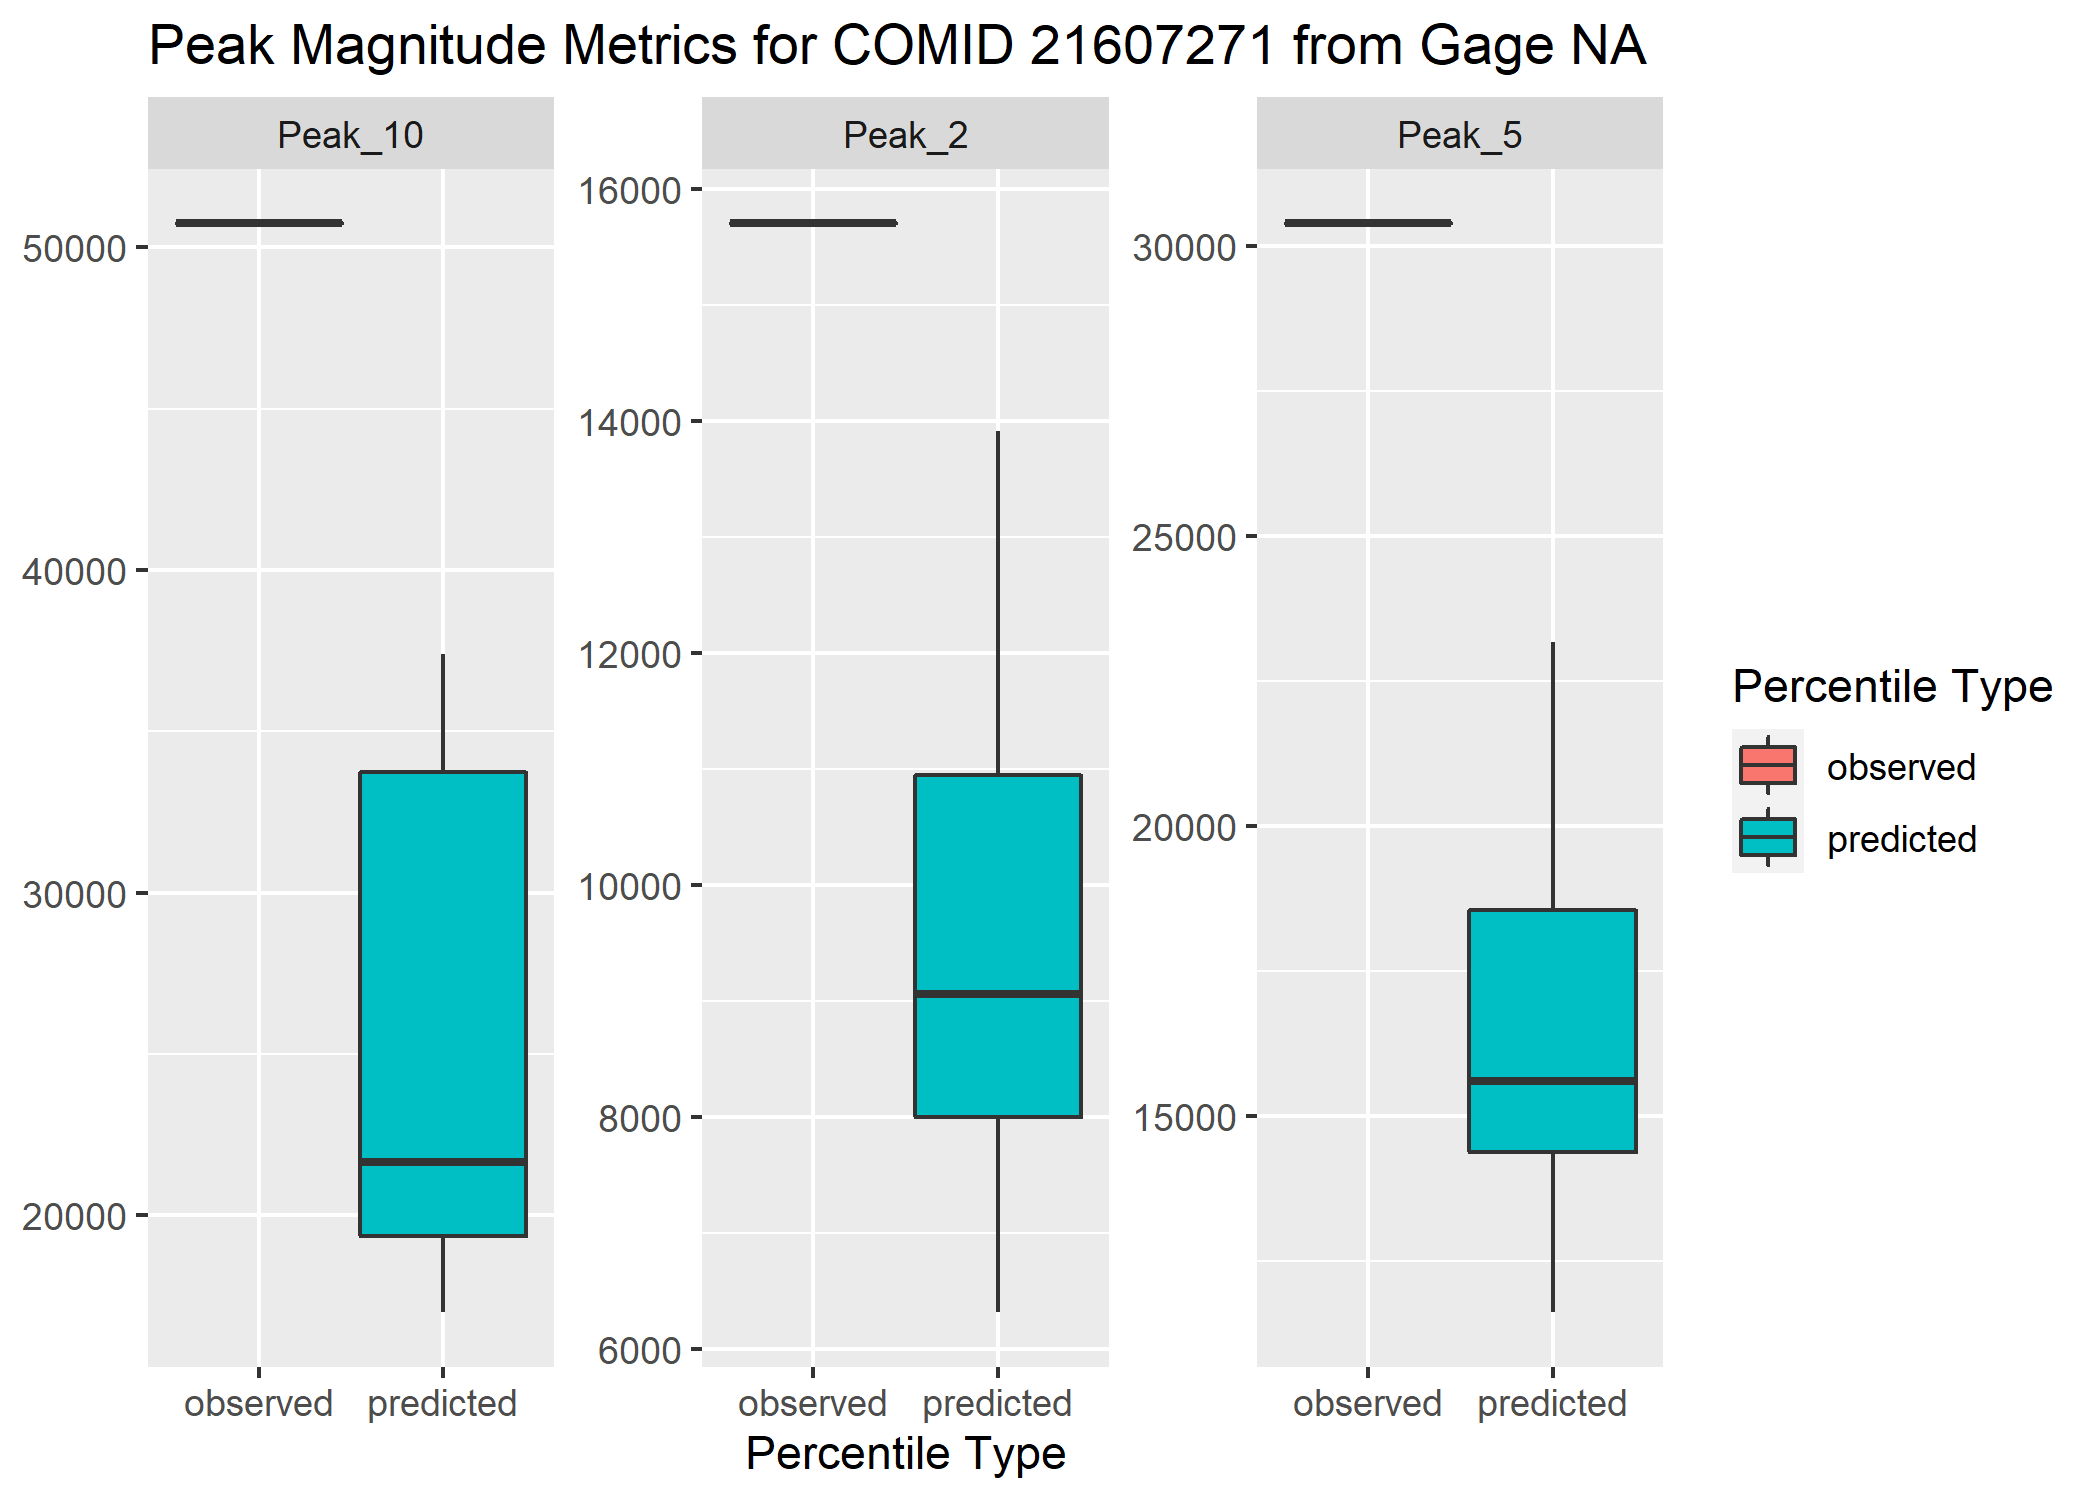 Peak Magnitude Metrics for COMID 21607271 from Gage NA
Peak_10
Peak_2
Peak_5
50000
40000
30000
20000
16000
14000
12000
10000
8000
6000
30000
25000
20000
15000
observed
predicted
observed
predicted
observed
predicted
Percentile Type
Percentile Type
observed
predicted